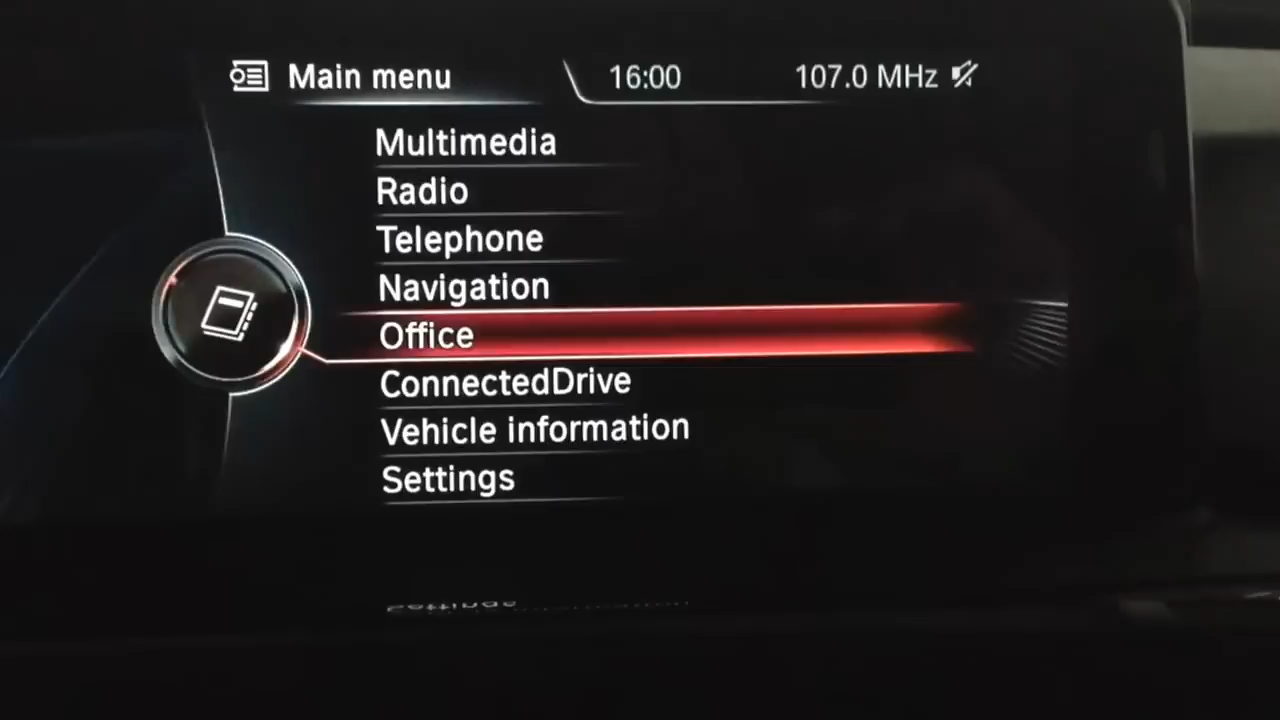 Main menu 16:00 107.0 MHz
Multimedia
Radio
Telephone
Navigation
Office
ConnectedDrive
Vehicle information
Settings